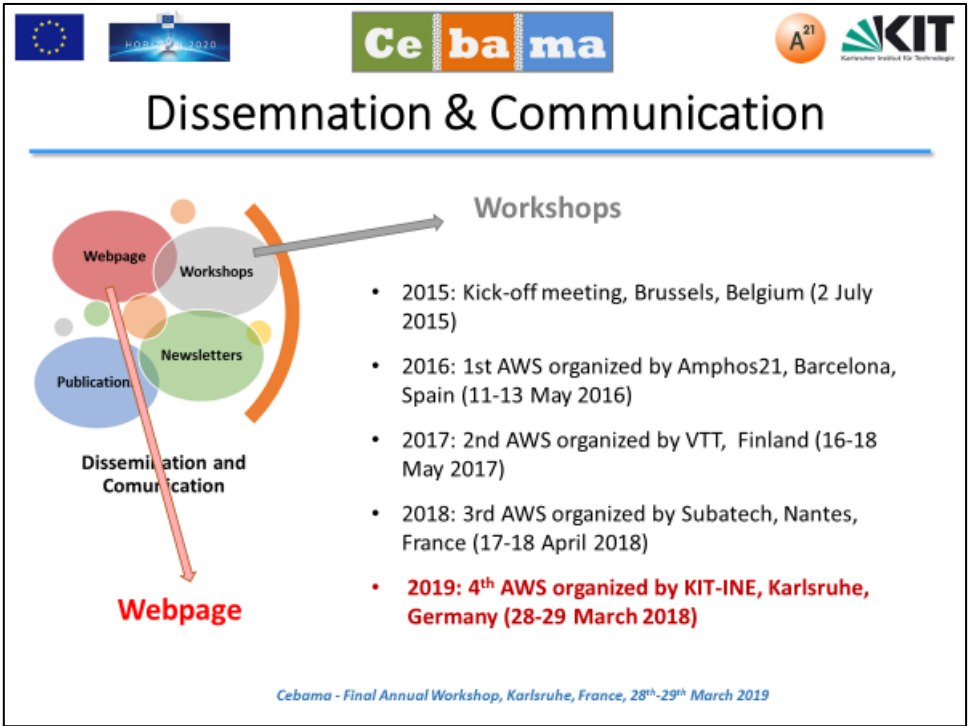 HORIZON 2020
Ce ba ma
A21
KIT
Karlsruher Institut für Technologie
Dissemnation & Communication
Workshops
Webpage
Workshops
Newsletters
Publications
Dissemination and
Comunication
Webpage
• 2015: Kick-off meeting, Brussels, Belgium (2 July
2015)
• 2016: 1st AWS organized by Amphos21, Barcelona,
Spain (11-13 May 2016)
• 2017: 2nd AWS organized by VTT, Finland (16-18
May 2017)
• 2018: 3rd AWS organized by Subatech, Nantes,
France (17-18 April 2018)
• 2019: 4th AWS organized by KIT-INE, Karlsruhe,
Germany (28-29 March 2018)
Cebama - Final Annual Workshop, Karlsruhe, France, 28th-29th March 2019